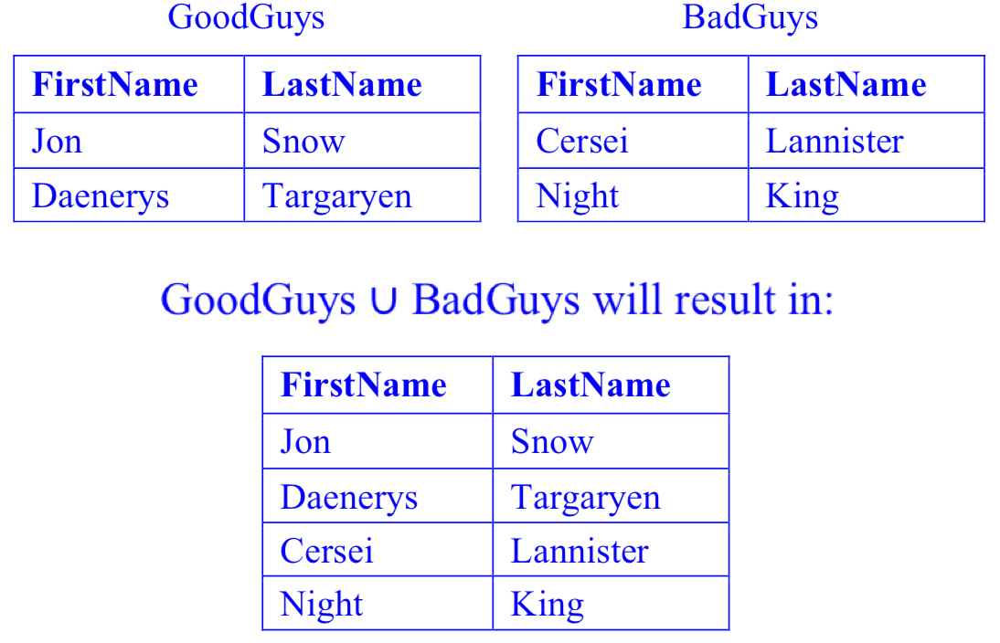 GoodGuys BadGuys
FirstName LastName FirstName LastName
Jon Snow Cersei Lannister
Daenerys Targaryen Night King
GoodGuys ∪ BadGuys will result in:
FirstName LastName
Jon Snow
Daenerys Targaryen
Cersei Lannister
Night King